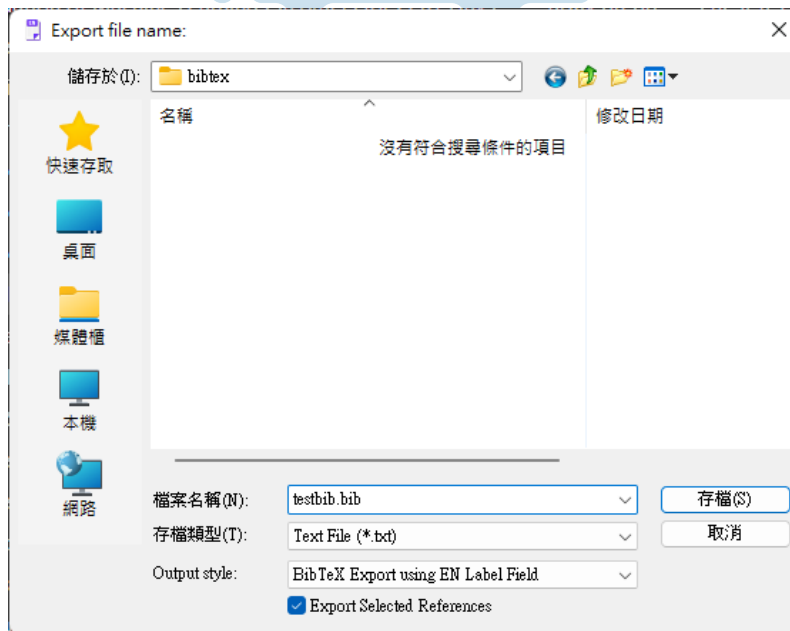 Export file name:
儲存於(I): bibtex
名稱 修改日期
沒有符合搜尋條件的項目
快速存取
桌面
媒體櫃
本機
網路
檔案名稱(N): testbib.bib 存檔(S)
存檔類型(T): Text File (*.txt) 取消
Output style: BibTeX Export using EN Label Field
Export Selected References